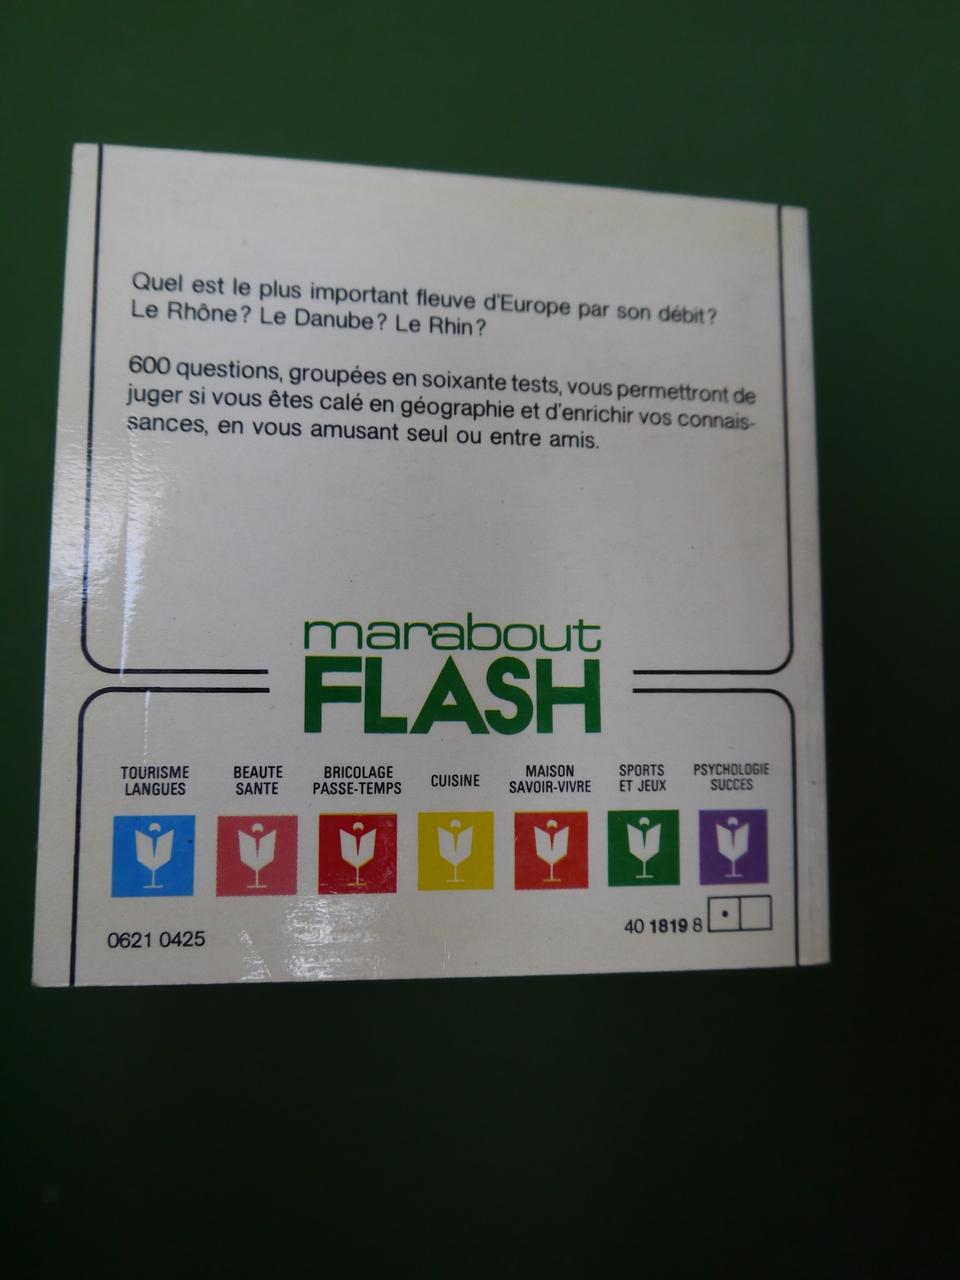 Quel est le plus important fleuve d'Europe par son débit?
Le Rhône? Le Danube? Le Rhin?
600 questions, groupées en soixante tests, vous permettront de
juger si vous êtes calé en géographie et d'enrichir vos connais-
sances, en vous amusant seul ou entre amis.
marabout
FLASH
TOURISME
LANGUES
BEAUTE
SANTE
BRICOLAGE
PASSE-TEMPS
CUISINE
MAISON
SAVOIR-VIVRE
SPORTS
ET JEUX
PSYCHOLOGIE
SUCCES
0621 0425
40 1819 8